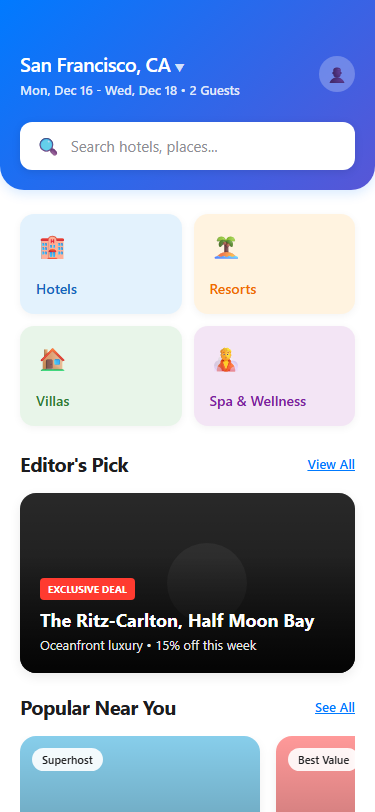 San Francisco, CA ▼
Mon, Dec 16 - Wed, Dec 18 • 2 Guests
Search hotels, places...
Hotels
Resorts
Villas
Spa & Wellness
Editor's Pick
View All
EXCLUSIVE DEAL
The Ritz-Carlton, Half Moon Bay
Oceanfront luxury • 15% off this week
Popular Near You
See All
Superhost
Best Value